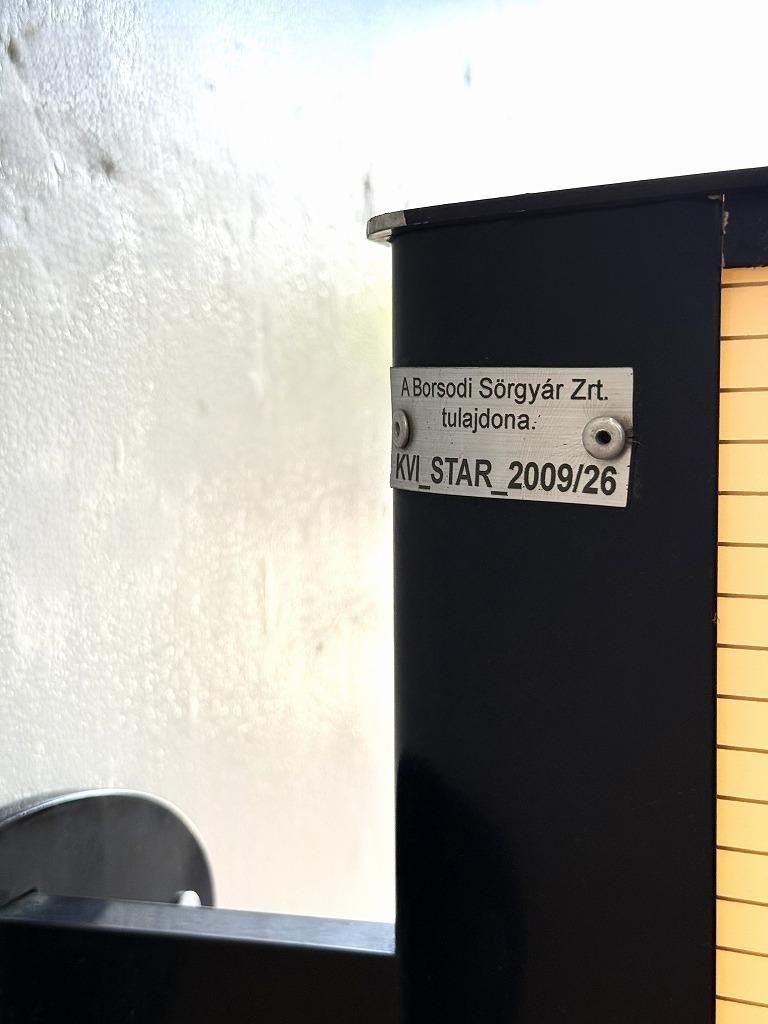 A Borsodi Sörgyár Zrt.
tulajdona.
KVI_STAR_2009/26